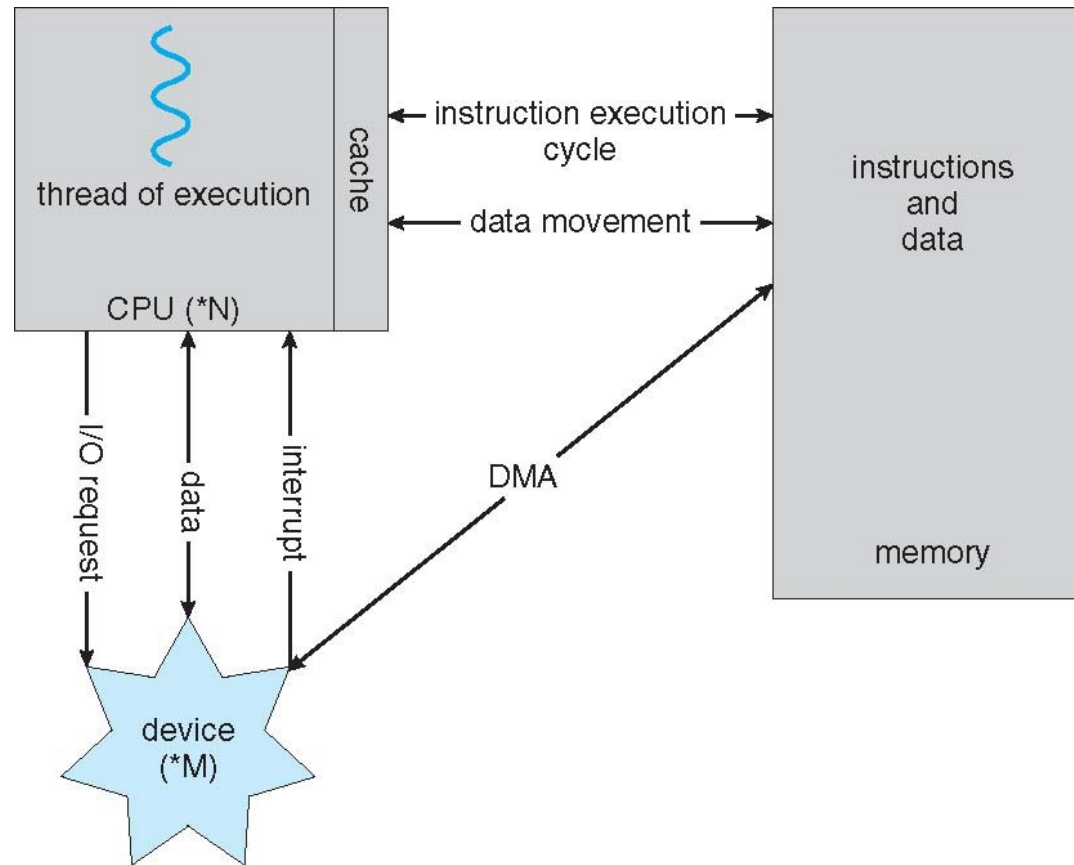 thread of execution
cache
CPU (*N)
instruction execution
cycle
data movement
instructions
and
data
memory
I/O request
data
interrupt
DMA
device
(*M)